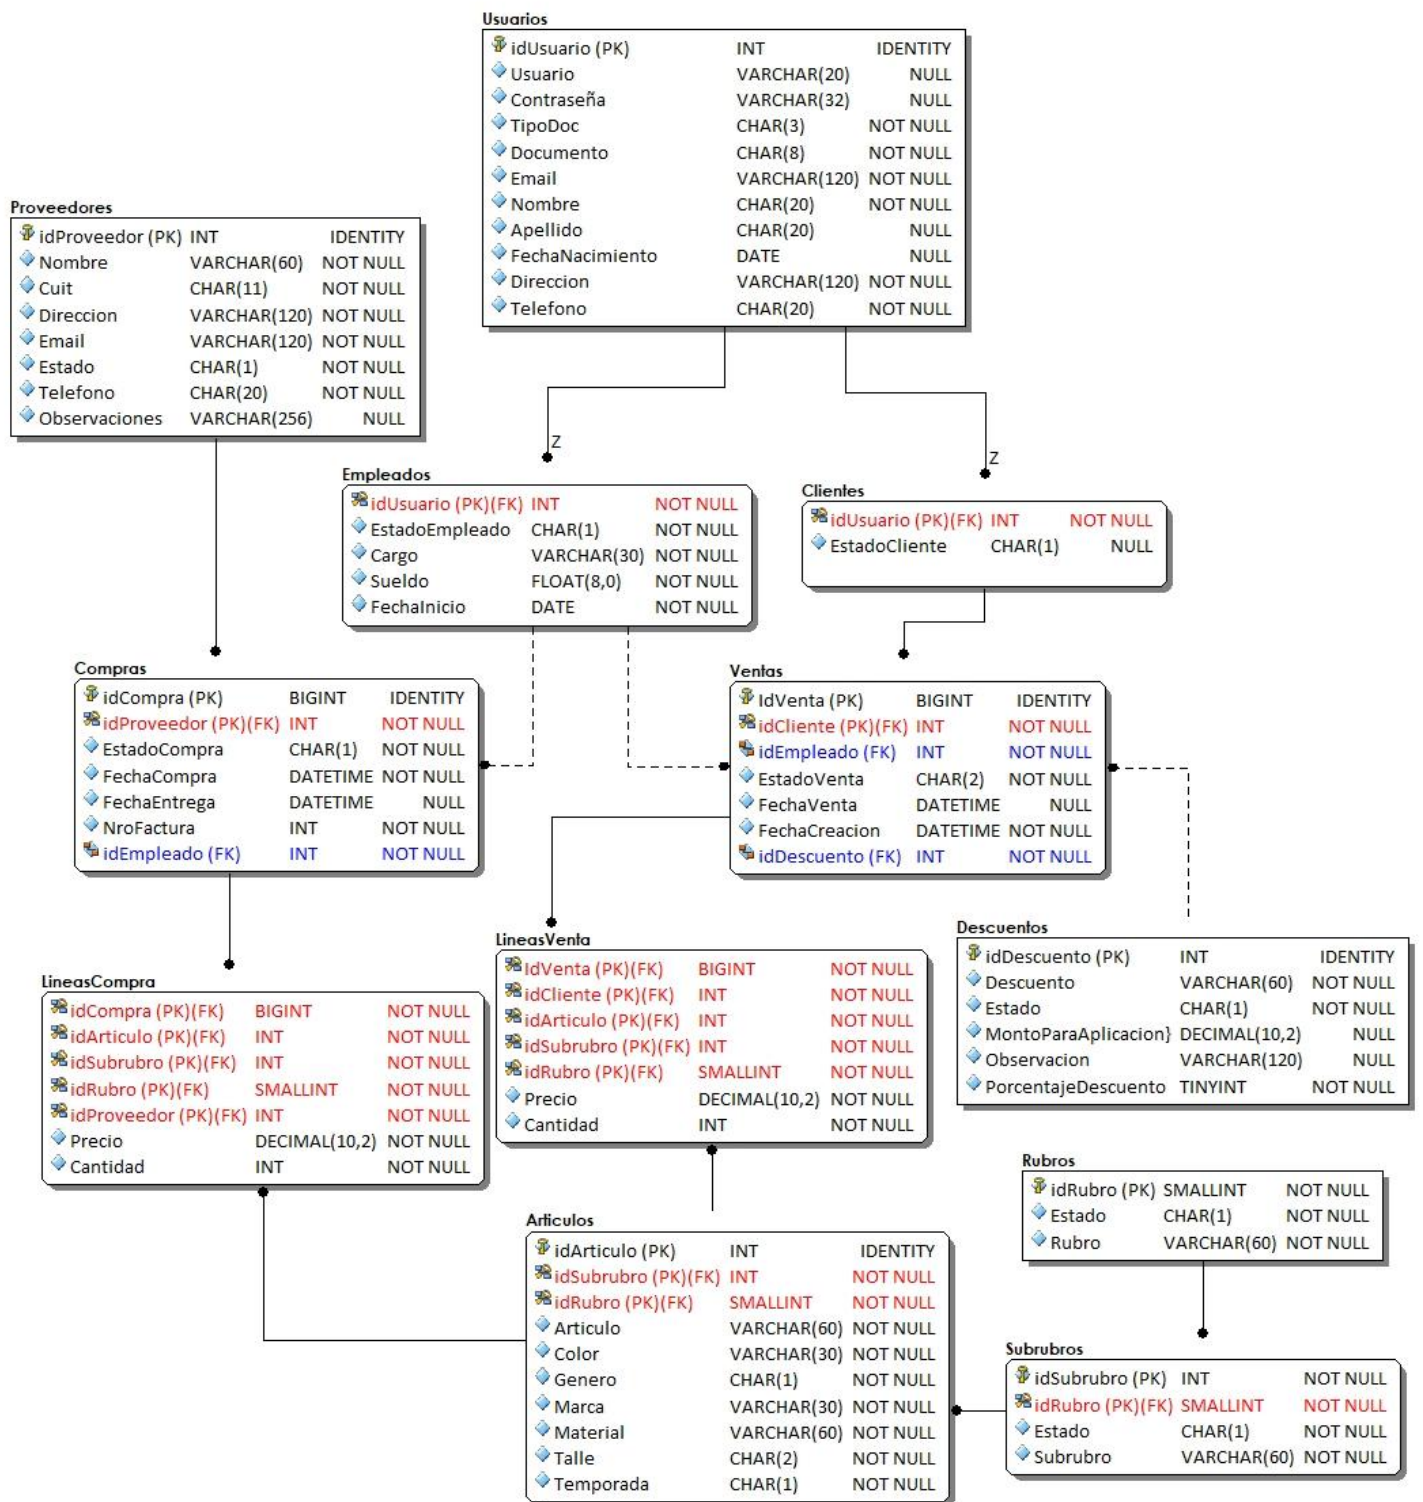 Usuarios
idUsuario (PK) INT IDENTITY
Usuario VARCHAR(20) NULL
Contraseña VARCHAR(32) NULL
TipoDoc CHAR(3) NOT NULL
Documento CHAR(8) NOT NULL
Email VARCHAR(120) NOT NULL
Nombre CHAR(20) NOT NULL
Apellido CHAR(20) NULL
FechaNacimiento DATE NULL
Direccion VARCHAR(120) NOT NULL
Telefono CHAR(20) NOT NULL
Proveedores
idProveedor (PK) INT IDENTITY
Nombre VARCHAR(60) NOT NULL
Cuit CHAR(11) NOT NULL
Direccion VARCHAR(120) NOT NULL
Email VARCHAR(120) NOT NULL
Estado CHAR(1) NOT NULL
Telefono CHAR(20) NOT NULL
Observaciones VARCHAR(256) NULL
Z
Z
Empleados
idUsuario (PK)(FK) INT NOT NULL
EstadoEmpleado CHAR(1) NOT NULL
Cargo VARCHAR(30) NOT NULL
Sueldo FLOAT(8,0) NOT NULL
FechaInicio DATE NOT NULL
Clientes
idUsuario (PK)(FK) INT NOT NULL
EstadoCliente CHAR(1) NULL
Compras
idCompra (PK) BIGINT IDENTITY
idProveedor (PK)(FK) INT NOT NULL
EstadoCompra CHAR(1) NOT NULL
FechaCompra DATETIME NOT NULL
FechaEntrega DATETIME NULL
NroFactura INT NOT NULL
idEmpleado (FK) INT NOT NULL
Ventas
IdVenta (PK) BIGINT IDENTITY
idCliente (PK)(FK) INT NOT NULL
idEmpleado (FK) INT NOT NULL
EstadoVenta CHAR(2) NOT NULL
FechaVenta DATETIME NULL
FechaCreacion DATETIME NOT NULL
idDescuento (FK) INT NOT NULL
LineasCompra
idCompra (PK)(FK) BIGINT NOT NULL
idArticulo (PK)(FK) INT NOT NULL
idSubrubro (PK)(FK) INT NOT NULL
idRubro (PK)(FK) SMALLINT NOT NULL
idProveedor (PK)(FK) INT NOT NULL
Precio DECIMAL(10,2) NOT NULL
Cantidad INT NOT NULL
LineasVenta
IdVenta (PK)(FK) BIGINT NOT NULL
idCliente (PK)(FK) INT NOT NULL
idArticulo (PK)(FK) INT NOT NULL
idSubrubro (PK)(FK) INT NOT NULL
idRubro (PK)(FK) SMALLINT NOT NULL
Precio DECIMAL(10,2) NOT NULL
Cantidad INT NOT NULL
Descuentos
idDescuento (PK) INT IDENTITY
Descuento VARCHAR(60) NOT NULL
Estado CHAR(1) NOT NULL
MontoParaAplicacion} DECIMAL(10,2) NULL
Observacion VARCHAR(120) NULL
PorcentajeDescuento TINYINT NOT NULL
Rubros
idRubro (PK) SMALLINT NOT NULL
Estado CHAR(1) NOT NULL
Rubro VARCHAR(60) NOT NULL
Articulos
idArticulo (PK) INT IDENTITY
idSubrubro (PK)(FK) INT NOT NULL
idRubro (PK)(FK) SMALLINT NOT NULL
Articulo VARCHAR(60) NOT NULL
Color VARCHAR(30) NOT NULL
Genero CHAR(1) NOT NULL
Marca VARCHAR(30) NOT NULL
Material VARCHAR(60) NOT NULL
Talle CHAR(2) NOT NULL
Temporada CHAR(1) NOT NULL
Subrubros
idSubrubro (PK) INT NOT NULL
idRubro (PK)(FK) SMALLINT NOT NULL
Estado CHAR(1) NOT NULL
Subrubro VARCHAR(60) NOT NULL